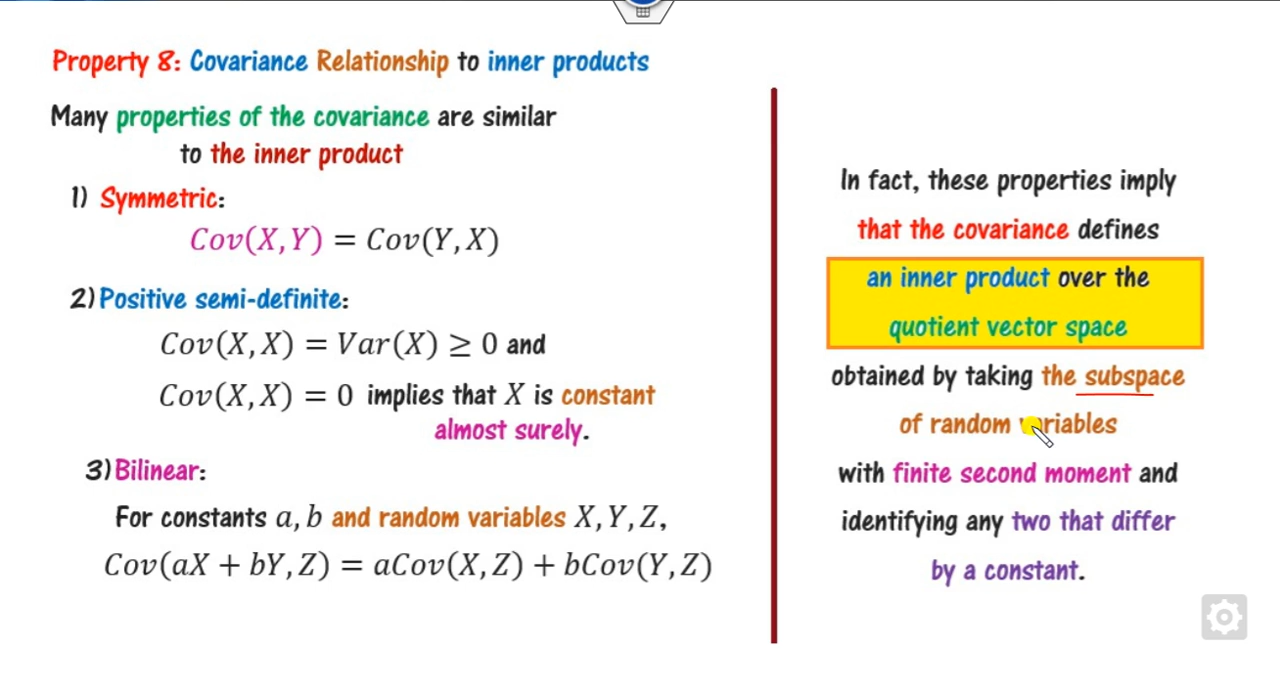 Property 8: Covariance Relationship to inner products
Many properties of the covariance are similar
to the inner product
1) Symmetric:
Cov(X, Y) = Cov(Y, X)
2) Positive semi-definite:
Cov(X, X) = Var(X) ≥ 0 and
Cov(X, X) = 0 implies that X is constant
almost surely.
3) Bilinear:
For constants a, b and random variables X, Y, Z,
Cov(aX + bY, Z) = aCov(X, Z) + bCov(Y, Z)
In fact, these properties imply
that the covariance defines
an inner product over the
quotient vector space
obtained by taking the subspace
of random variables
with finite second moment and
identifying any two that differ
by a constant.